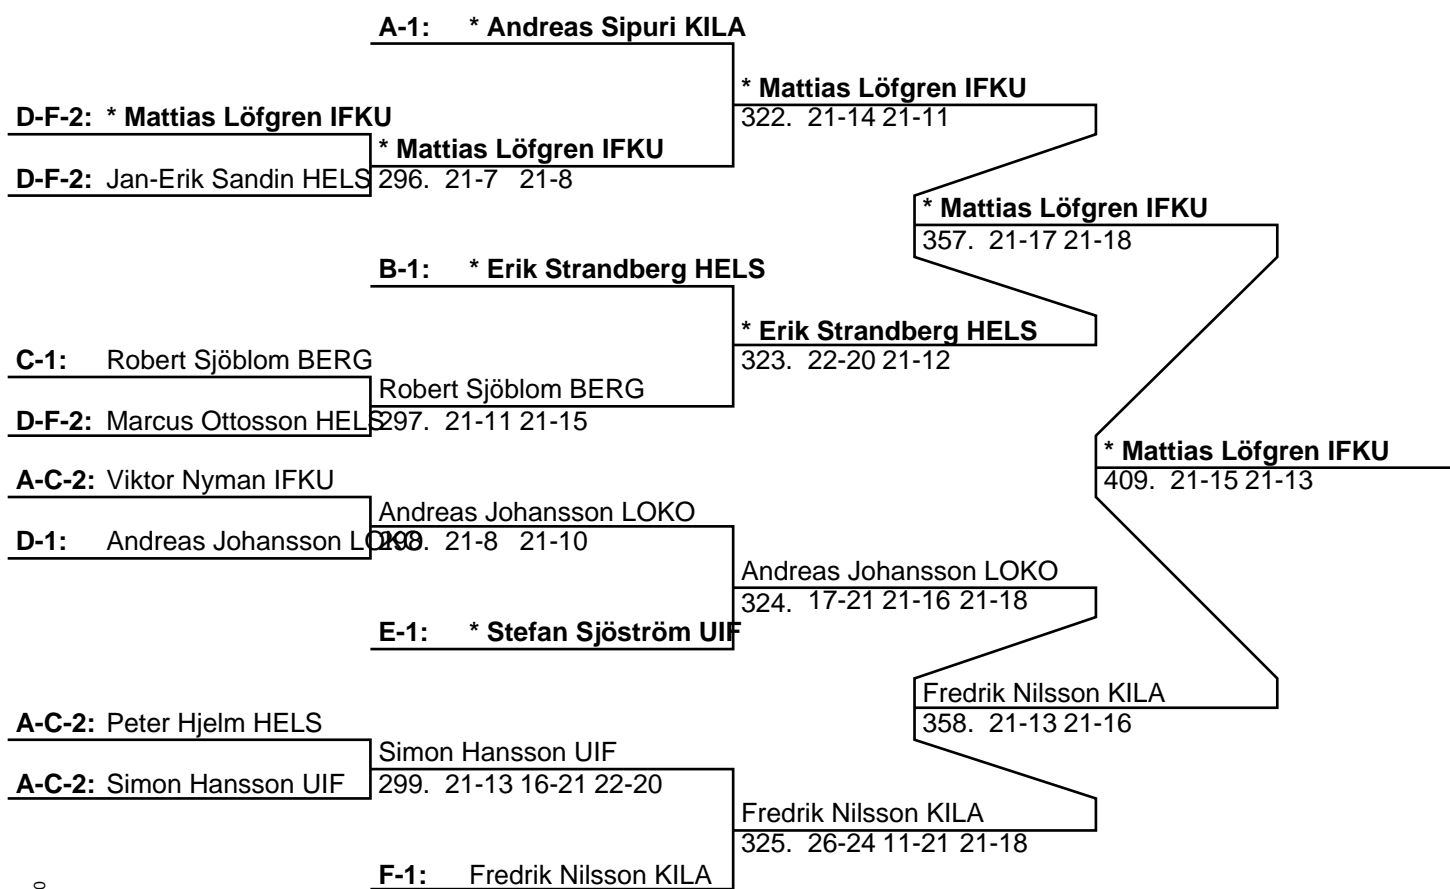 A-1: * Andreas Sipuri KILA
* Mattias Löfgren IFKU
322. 21-14 21-11
D-F-2: * Mattias Löfgren IFKU
* Mattias Löfgren IFKU
D-F-2: Jan-Erik Sandin HELS
296. 21-7 21-8
* Mattias Löfgren IFKU
357. 21-17 21-18
B-1: * Erik Strandberg HELS
* Erik Strandberg HELS
323. 22-20 21-12
C-1: Robert Sjöblom BERG
Robert Sjöblom BERG
D-F-2: Marcus Ottosson HELS
297. 21-11 21-15
* Mattias Löfgren IFKU
409. 21-15 21-13
A-C-2: Viktor Nyman IFKU
Andreas Johansson LOKO
D-1: Andreas Johansson LOKO
298. 21-8 21-10
Andreas Johansson LOKO
324. 17-21 21-16 21-18
E-1: * Stefan Sjöström UIF
Fredrik Nilsson KILA
358. 21-13 21-16
A-C-2: Peter Hjelm HELS
Simon Hansson UIF
A-C-2: Simon Hansson UIF
299. 21-13 16-21 22-20
Fredrik Nilsson KILA
325. 26-24 11-21 21-18
F-1: Fredrik Nilsson KILA